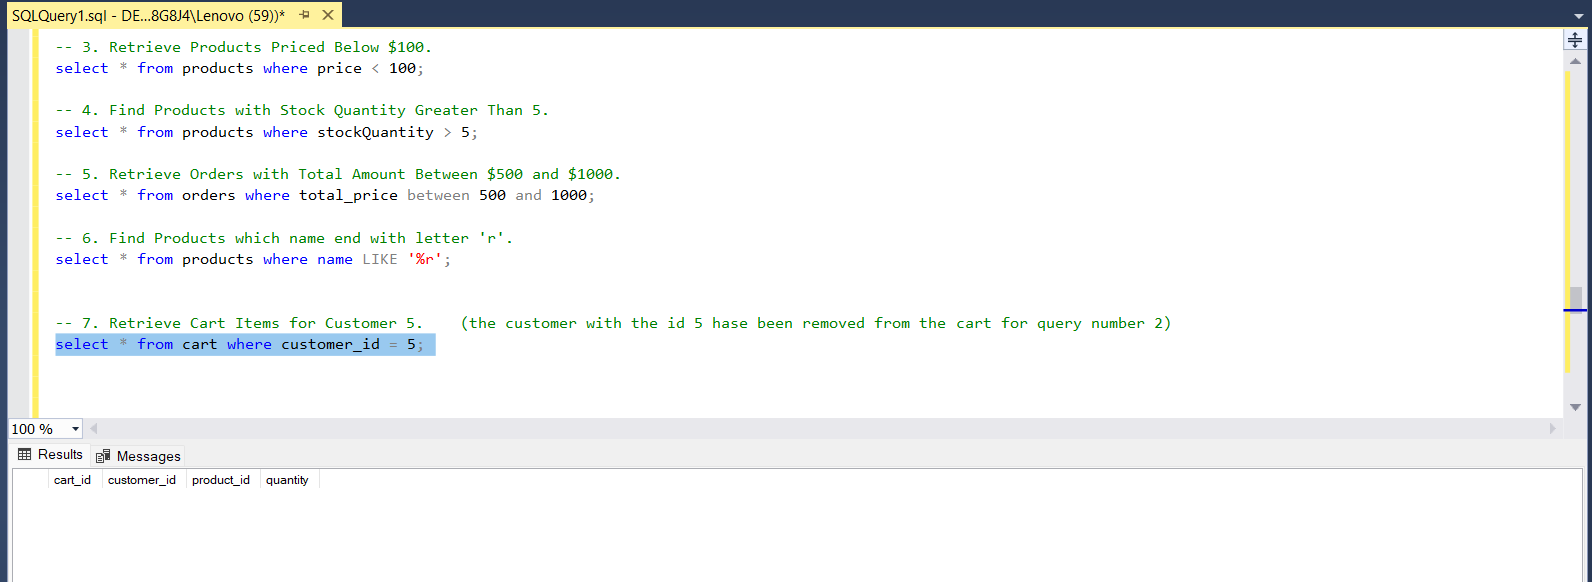 SQLQuery1.sql - DE...8G8J4\Lenovo (59))*
-- 3. Retrieve Products Priced Below $100.
select * from products where price < 100;
-- 4. Find Products with Stock Quantity Greater Than 5.
select * from products where stockQuantity > 5;
-- 5. Retrieve Orders with Total Amount Between $500 and $1000.
select * from orders where total_price between 500 and 1000;
-- 6. Find Products which name end with letter 'r'.
select * from products where name LIKE '%r';
-- 7. Retrieve Cart Items for Customer 5.    (the customer with the id 5 hase been removed from the cart for query number 2)
select * from cart where customer_id = 5;
100 %
Results Messages
cart_id customer_id product_id quantity